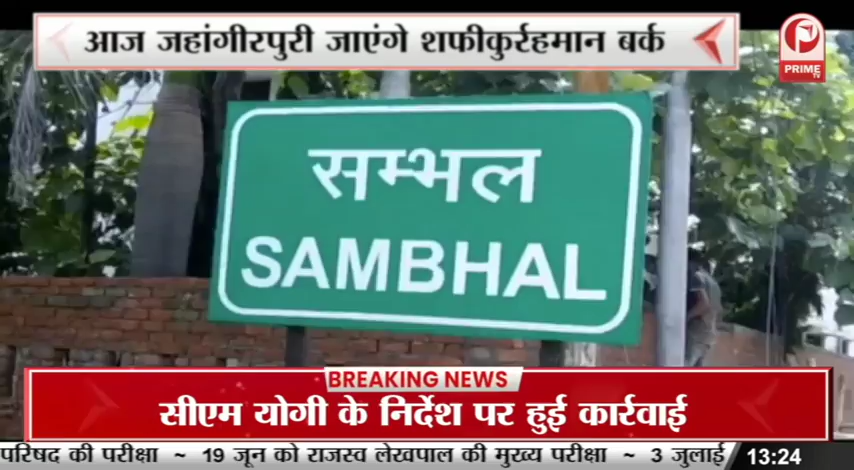 आज जहांगीरपुरी जाएंगे शफीकुर्रहमान बर्क
PRIME TV
सम्भल
SAMBHAL
BREAKING NEWS
सीएम योगी के निर्देश पर हुई कार्रवाई
परिषद की परीक्षा ~ 19 जून को राजस्व लेखपाल की मुख्य परीक्षा ~ 3 जुलाई
13:24